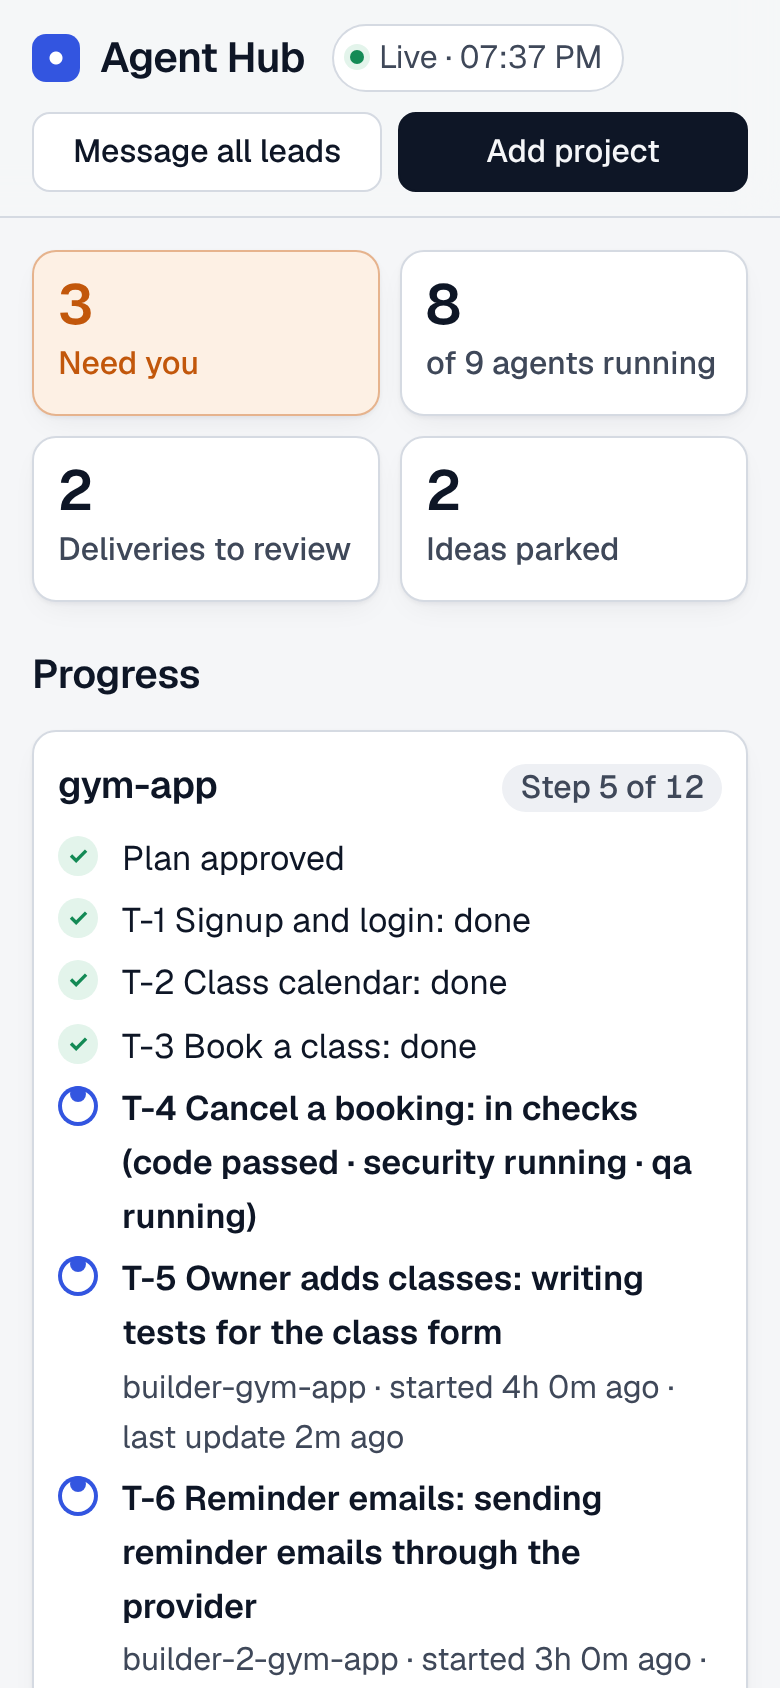 Agent Hub
Live · 07:37 PM
Message all leads
Add project
3
Need you
8
of 9 agents running
2
Deliveries to review
2
Ideas parked
Progress
gym-app
Step 5 of 12
Plan approved
T-1 Signup and login: done
T-2 Class calendar: done
T-3 Book a class: done
T-4 Cancel a booking: in checks
(code passed · security running · qa
running)
T-5 Owner adds classes: writing
tests for the class form
builder-gym-app · started 4h 0m ago ·
last update 2m ago
T-6 Reminder emails: sending
reminder emails through the
provider
builder-2-gym-app · started 3h 0m ago ·